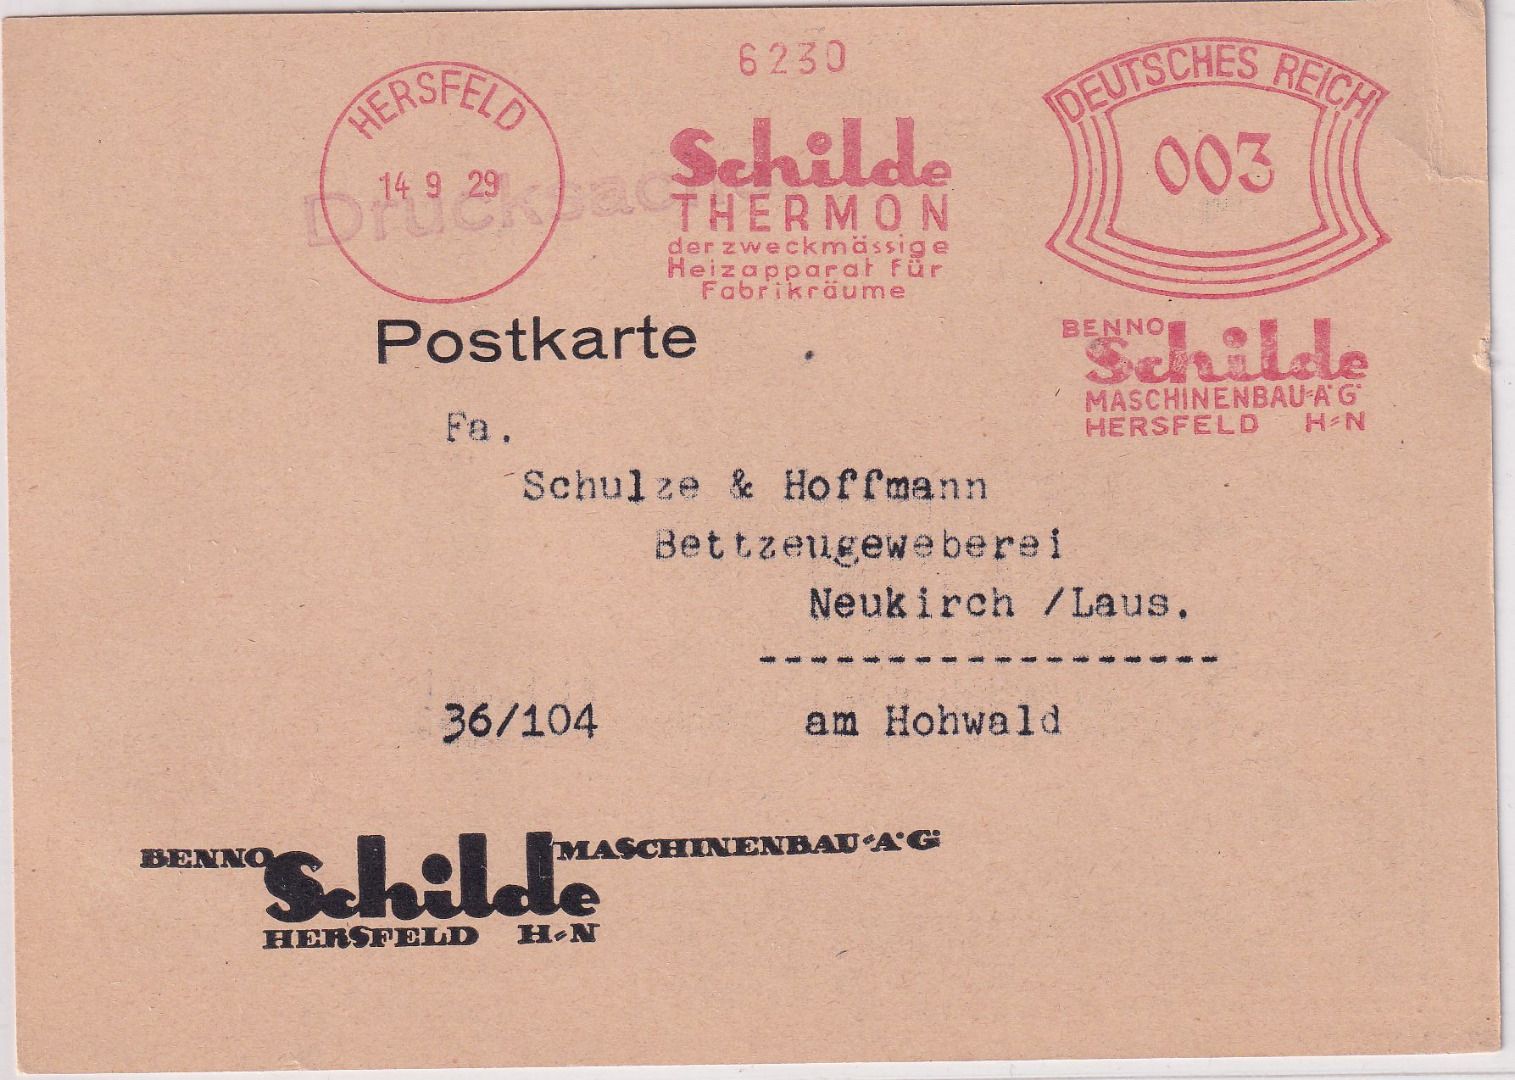 6230
HERSFELD
14 9 29
Drucksac
Schilde
THERMON
der zweckmässige
Heizapparat für
Fabrikräume
DEUTSCHES REICH
003
BENNO
Schilde
MASCHINENBAU-A·G·
HERSFELD H-N
Postkarte
Fa.
Schulze & Hoffmann
Bettzeugeweberei
Neukirch /Laus.
-------------------
36/104 am Hohwald
BENNO Schilde MASCHINENBAU-A·G·
HERSFELD H-N